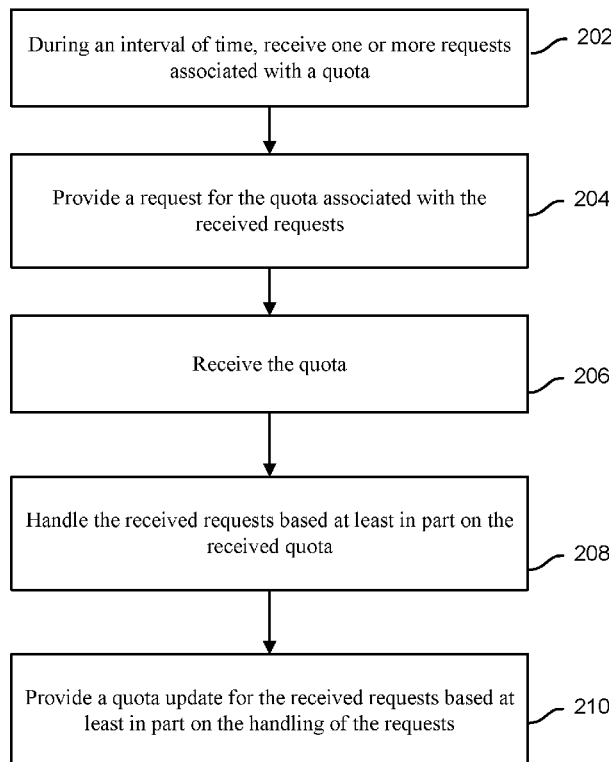 During an interval of time, receive one or more requests
associated with a quota
202
Provide a request for the quota associated with the
received requests
204
Receive the quota
206
Handle the received requests based at least in part on the
received quota
208
Provide a quota update for the received requests based at
least in part on the handling of the requests
210